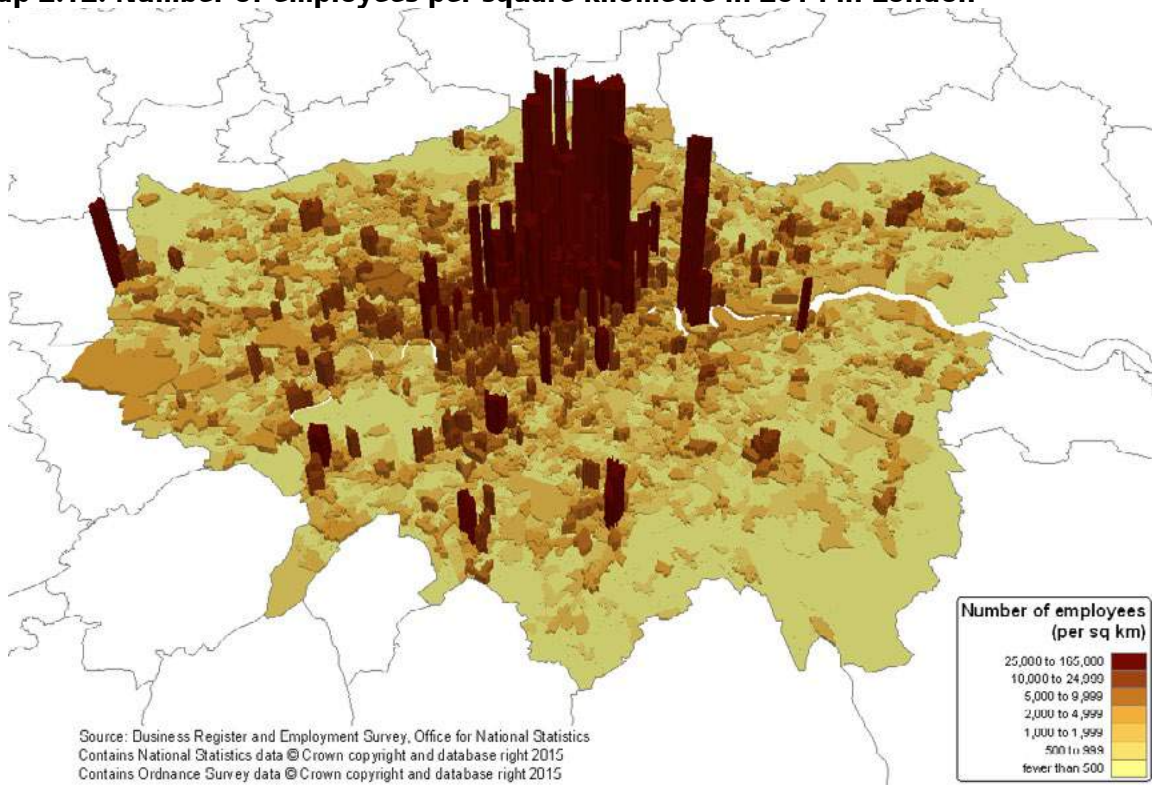 ap 2.12: Number of employees per square kilometre in 2014 in London
Number of employees
(per sq km)
25,000 to 165,000
10,000 to 24,999
5,000 to 9,999
2,000 to 4,999
1,000 to 1,999
500 to 999
fewer than 500
Source: Business Register and Employment Survey, Office for National Statistics
Contains National Statistics data © Crown copyright and database right 2015
Contains Ordnance Survey data © Crown copyright and database right 2015